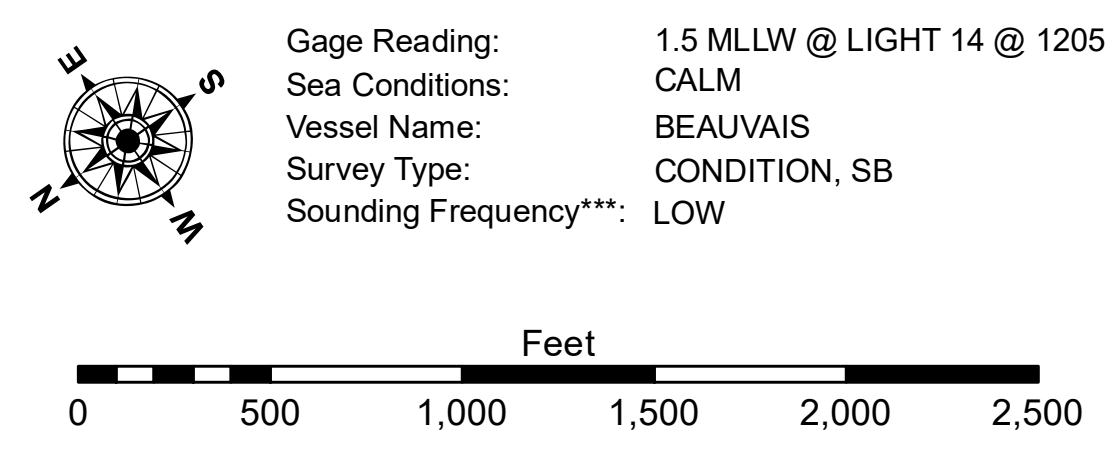 E
S
N
W
Gage Reading: 1.5 MLLW @ LIGHT 14 @ 1205
Sea Conditions: CALM
Vessel Name: BEAUVAIS
Survey Type: CONDITION, SB
Sounding Frequency***: LOW
Feet
0 500 1,000 1,500 2,000 2,500